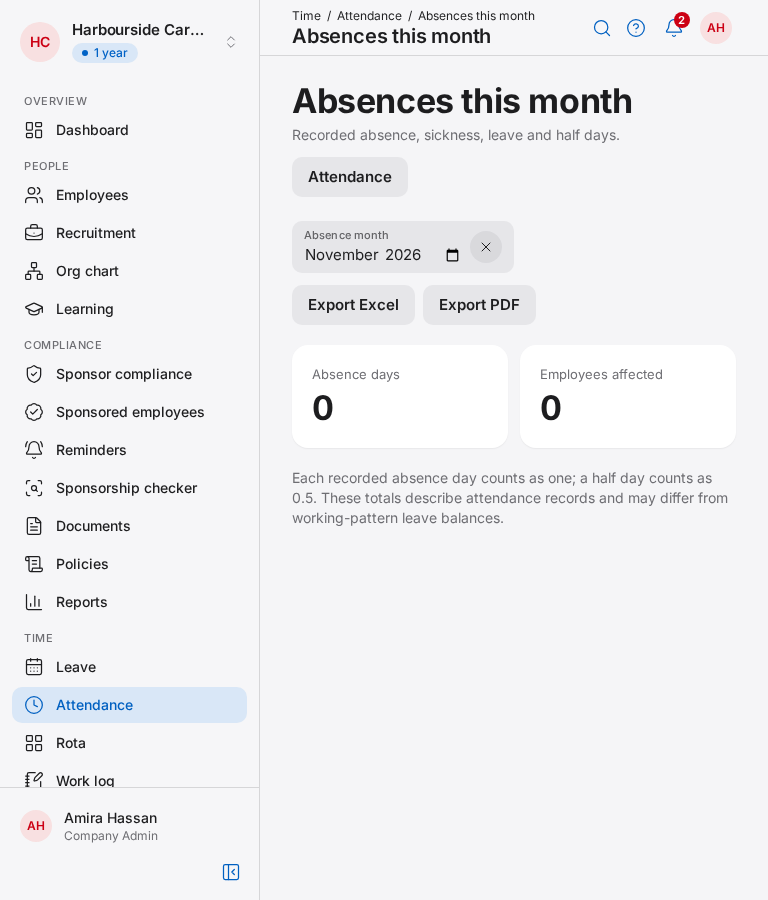 HC
Harbourside Car...
1 year
OVERVIEW
Dashboard
PEOPLE
Employees
Recruitment
Org chart
Learning
COMPLIANCE
Sponsor compliance
Sponsored employees
Reminders
Sponsorship checker
Documents
Policies
Reports
TIME
Leave
Attendance
Rota
Work log
AH
Amira Hassan
Company Admin
Time / Attendance / Absences this month
Absences this month
2
AH
Absences this month
Recorded absence, sickness, leave and half days.
Attendance
Absence month
November 2026
Export Excel
Export PDF
Absence days
0
Employees affected
0
Each recorded absence day counts as one; a half day counts as
0.5. These totals describe attendance records and may differ from
working-pattern leave balances.